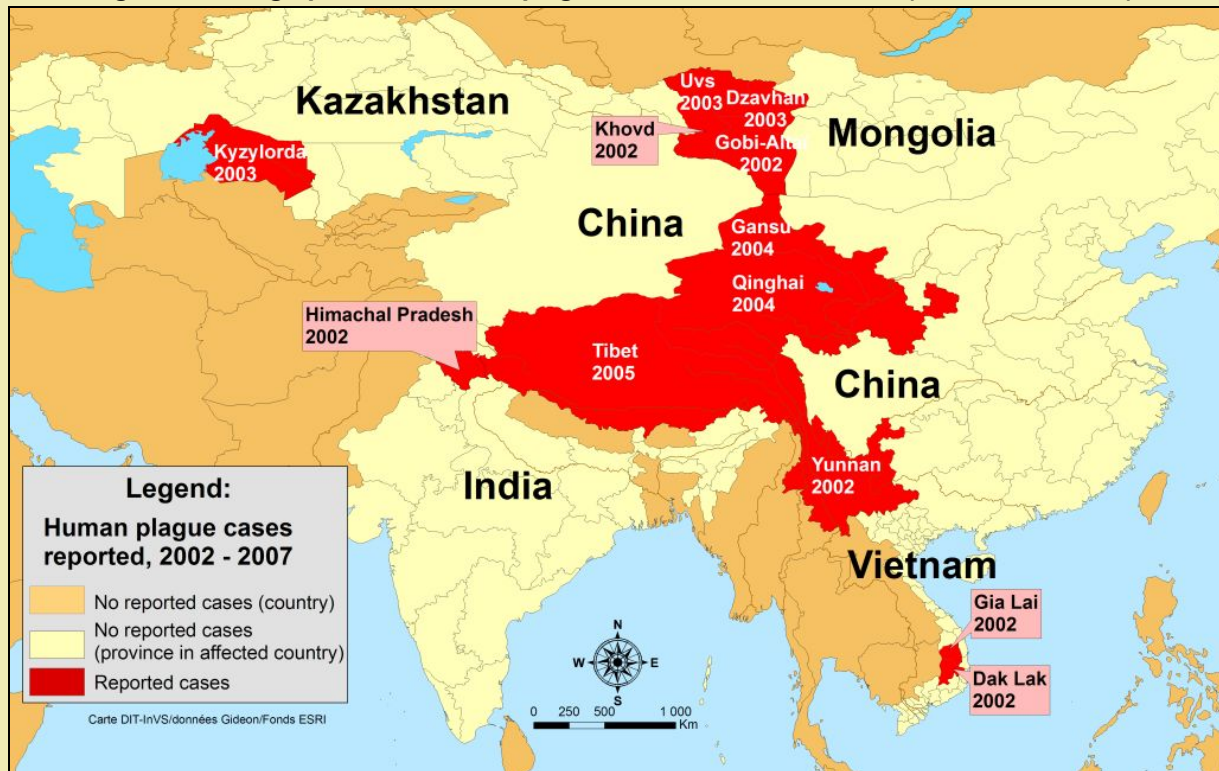 Kazakhstan
Uvs
2003
Dzavhan
2003
Khovd
2002
Gobi-Altai
2002
Mongolia
Kyzylorda
2003
China
Gansu
2004
Qinghai
2004
Himachal Pradesh
2002
Tibet
2005
China
India
Yunnan
2002
Vietnam
Gia Lai
2002
Dak Lak
2002
Legend:
Human plague cases
reported, 2002 - 2007
No reported cases (country)
No reported cases
(province in affected country)
Reported cases
Carte DIT-InVS/données Gideon/Fonds ESRI
N
W E
S
0 250 500 1 000
Km